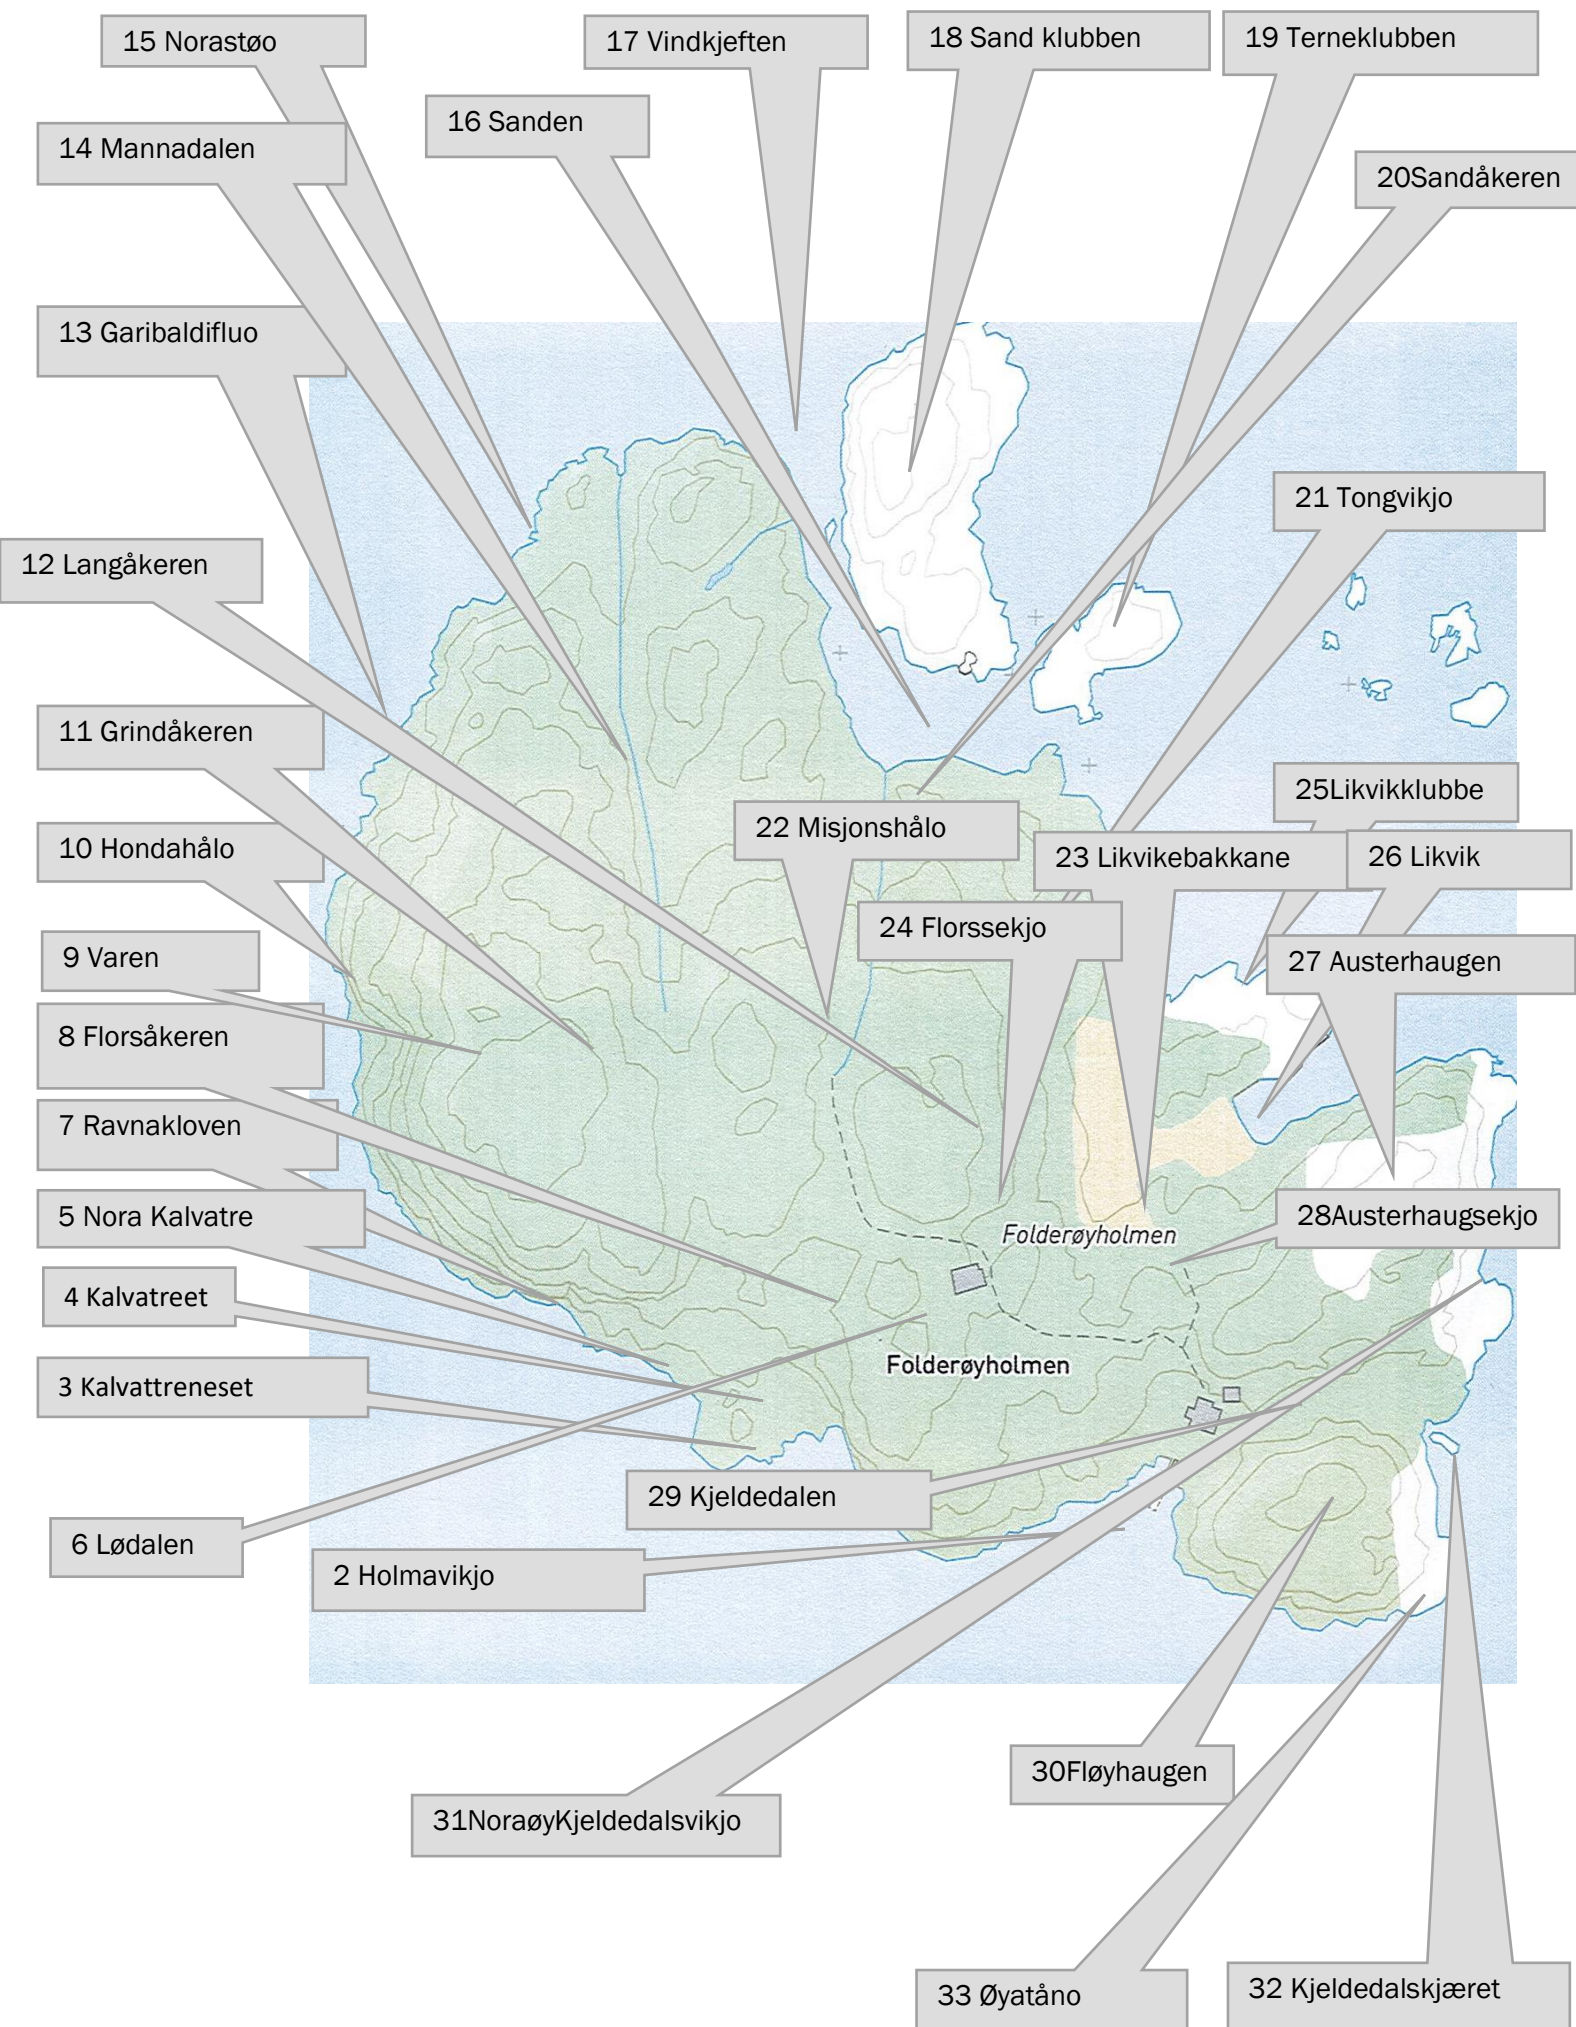 15 Norastøo
17 Vindkjeften
18 Sand klubben
19 Terneklubben
16 Sanden
14 Mannadalen
20Sandåkeren
13 Garibaldifluo
21 Tongvikjo
12 Langåkeren
11 Grindåkeren
25Likvikklubbe
22 Misjonshålo
10 Hondahålo
23 Likvikebakkane
26 Likvik
24 Florssekjo
9 Varen
27 Austerhaugen
8 Florsåkeren
7 Ravnakloven
5 Nora Kalvatre
28Austerhaugsekjo
Folderøyholmen
4 Kalvatreet
Folderøyholmen
3 Kalvattreneset
29 Kjeldedalen
6 Lødalen
2 Holmavikjo
30Fløyhaugen
31NoraøyKjeldedalsvikjo
33 Øyatåno
32 Kjeldedalskjæret